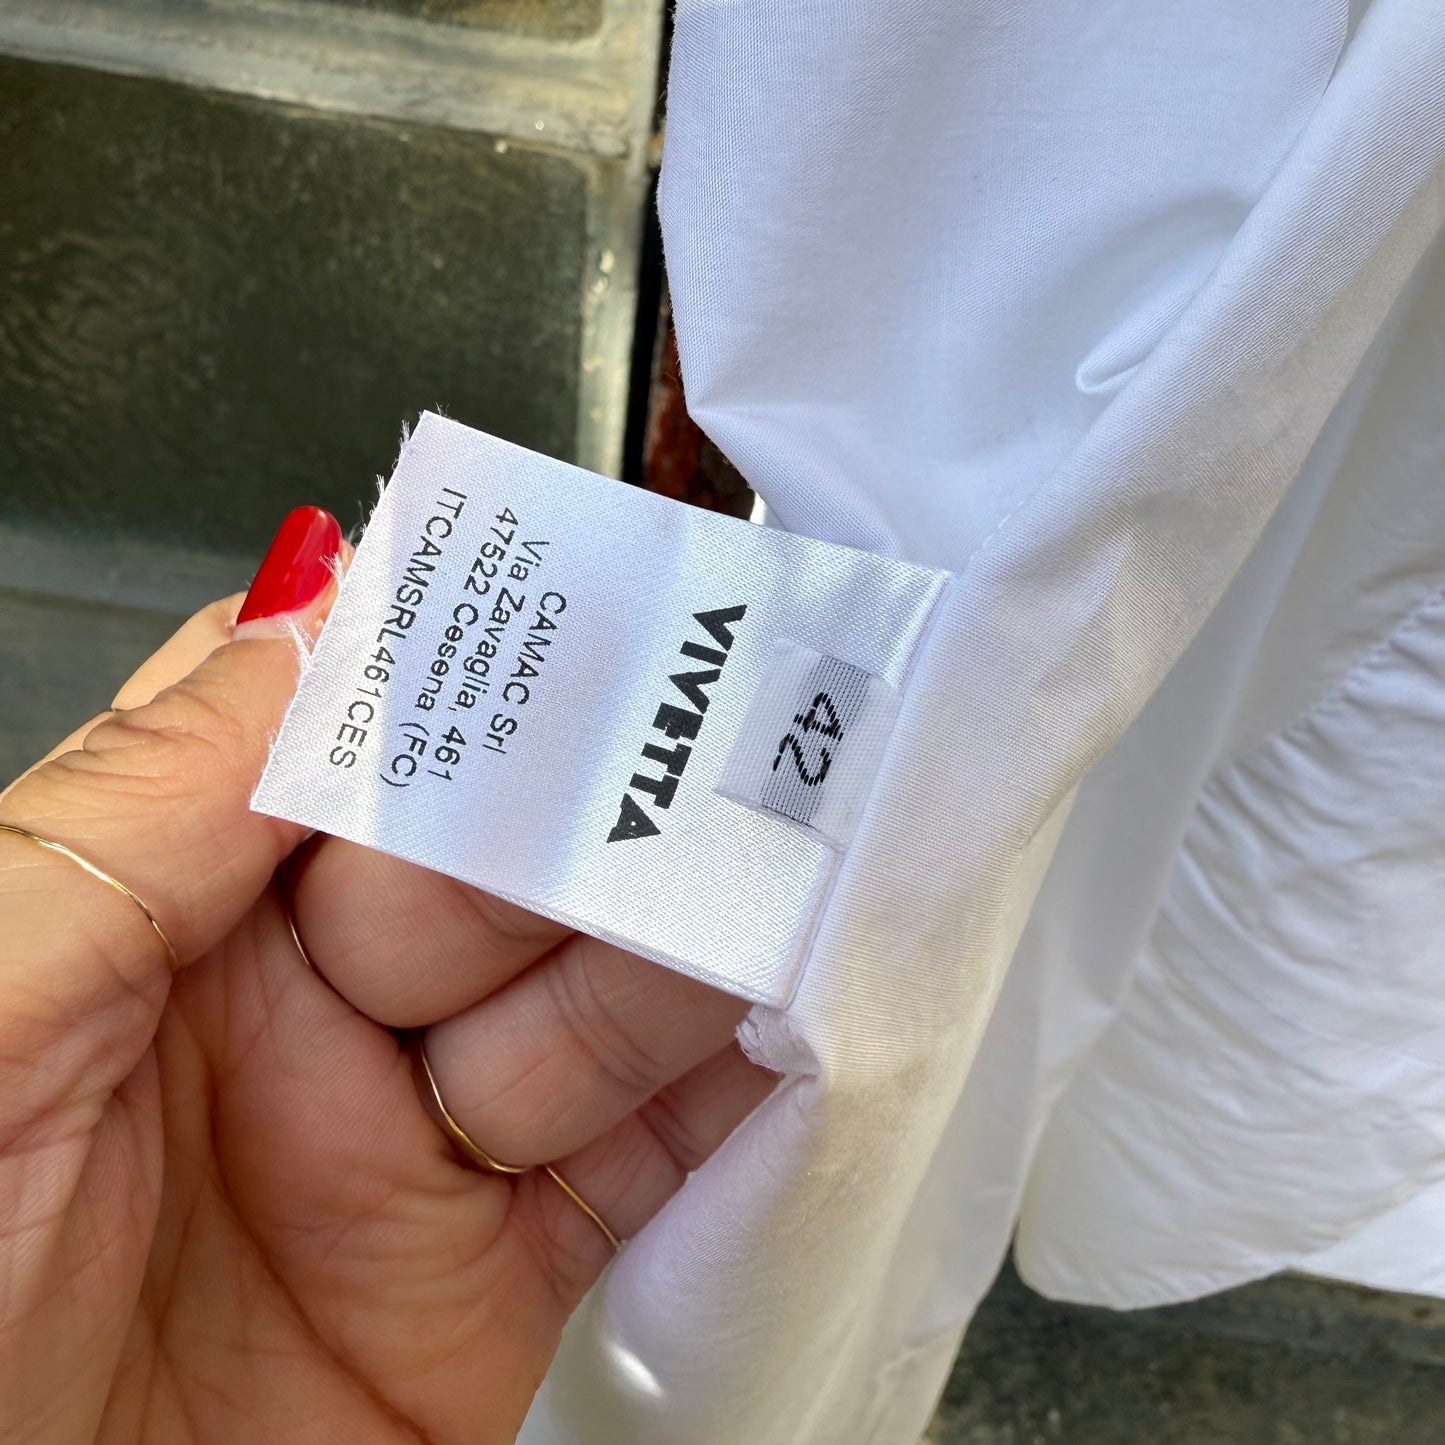 42
VIVETTA
CAMAC Srl
Via Zavaglia, 461
47522 Cesena (FC)
ITCAMSRL461CES